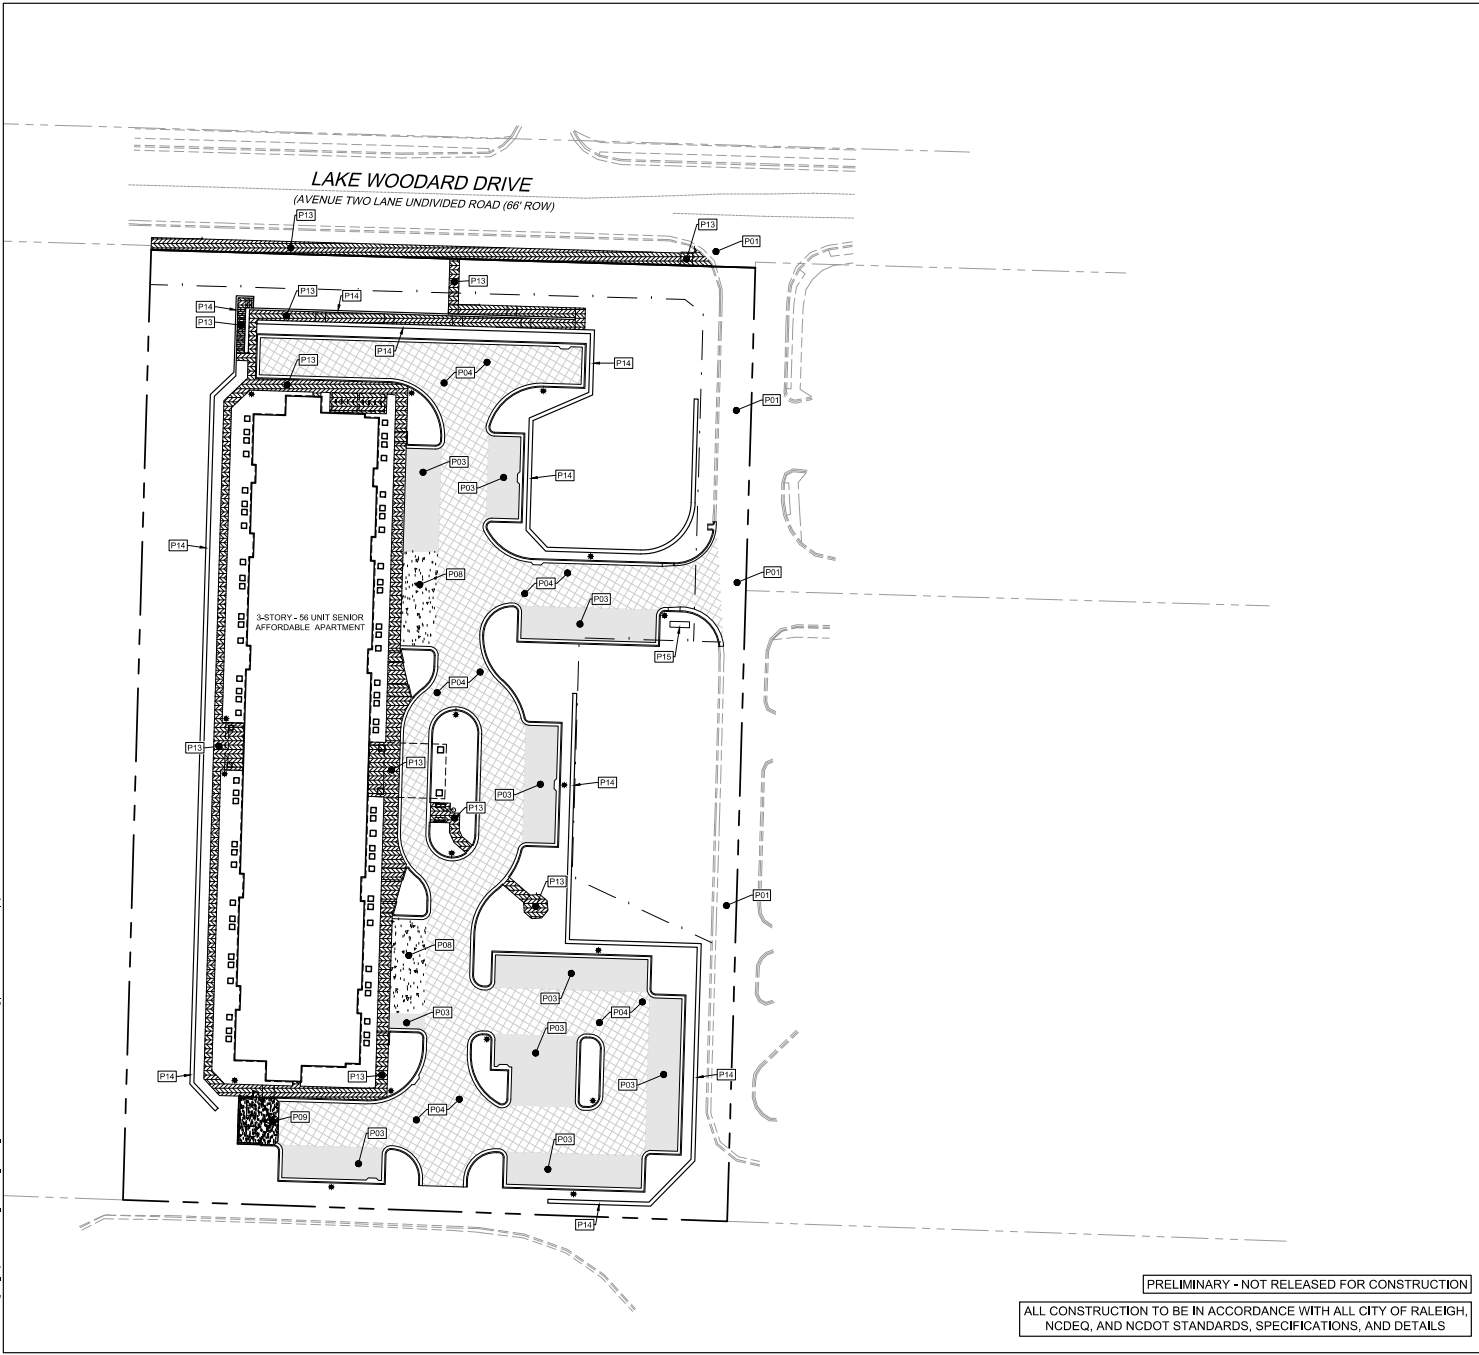 LAKE WOODARD DRIVE
(AVENUE TWO LANE UNDIVIDED ROAD (66' ROW)
P13
P13
P01
P13
P13
P14
P14
P13
P14
P14
P13
P04
P01
P03
P14
P03
P14
P08
P04
P01
P03
3-STORY - 56 UNIT SENIOR
AFFORDABLE APARTMENT
P15
P04
P13
P13
P14
P03
P13
P13
P01
P08
P03
P03
P04
P03
P14
P13
P14
P03
P04
P09
P03
P03
P14
PRELIMINARY - NOT RELEASED FOR CONSTRUCTION
ALL CONSTRUCTION TO BE IN ACCORDANCE WITH ALL CITY OF RALEIGH,
NCDEQ, AND NCDOT STANDARDS, SPECIFICATIONS, AND DETAILS